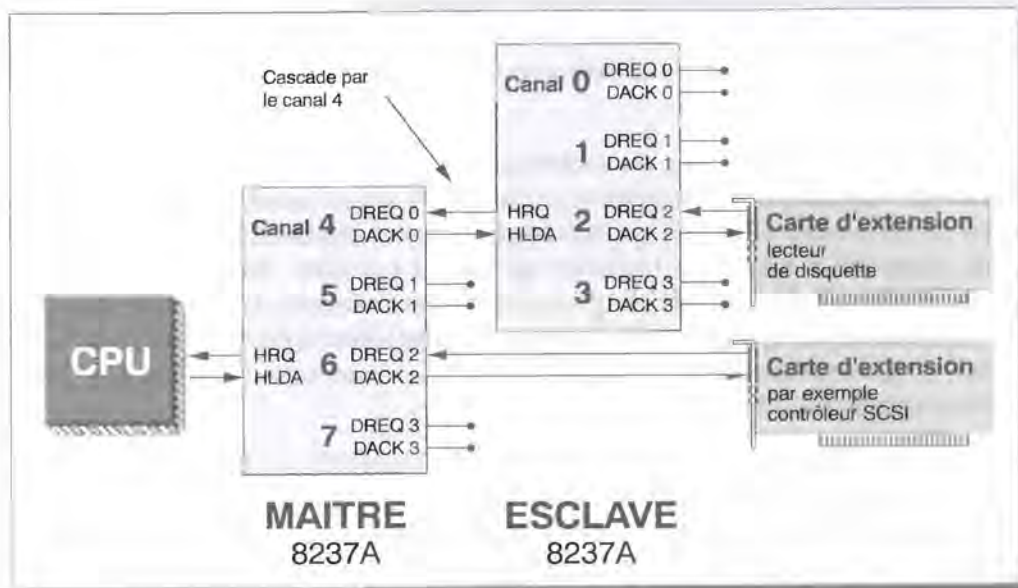 Cascade par
le canal 4
Canal 0 DREQ 0
DACK 0
1 DREQ 1
DACK 1
HRQ 2 DREQ 2
HLDA DACK 2
3 DREQ 3
DACK 3
Canal 4 DREQ 0
DACK 0
5 DREQ 1
DACK 1
HRQ 6 DREQ 2
HLDA DACK 2
7 DREQ 3
DACK 3
CPU
Carte d'extension
lecteur
de disquette
Carte d'extension
par exemple
contrôleur SCSI
MAITRE
8237A
ESCLAVE
8237A